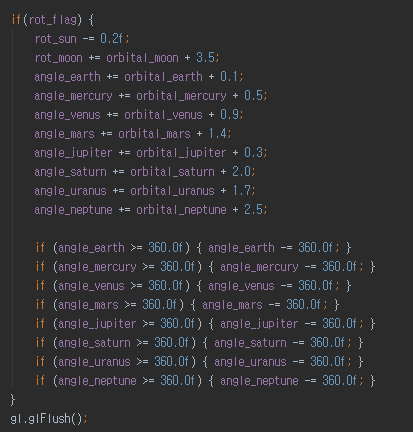 if(rot_flag) {
rot_sun -= 0.2f;
rot_moon += orbital_moon + 3.5;
angle_earth += orbital_earth + 0.1;
angle_mercury += orbital_mercury + 0.5;
angle_venus += orbital_venus + 0.9;
angle_mars += orbital_mars + 1.4;
angle_jupiter += orbital_jupiter + 0.3;
angle_saturn += orbital_saturn + 2.0;
angle_uranus += orbital_uranus + 1.7;
angle_neptune += orbital_neptune + 2.5;
if (angle_earth >= 360.0f) { angle_earth -= 360.0f; }
if (angle_mercury >= 360.0f) { angle_mercury -= 360.0f; }
if (angle_venus >= 360.0f) { angle_venus -= 360.0f; }
if (angle_mars >= 360.0f) { angle_mars -= 360.0f; }
if (angle_jupiter >= 360.0f) { angle_jupiter -= 360.0f; }
if (angle_saturn >= 360.0f) { angle_saturn -= 360.0f; }
if (angle_uranus >= 360.0f) { angle_uranus -= 360.0f; }
if (angle_neptune >= 360.0f) { angle_neptune -= 360.0f; }
}
gl.glFlush();